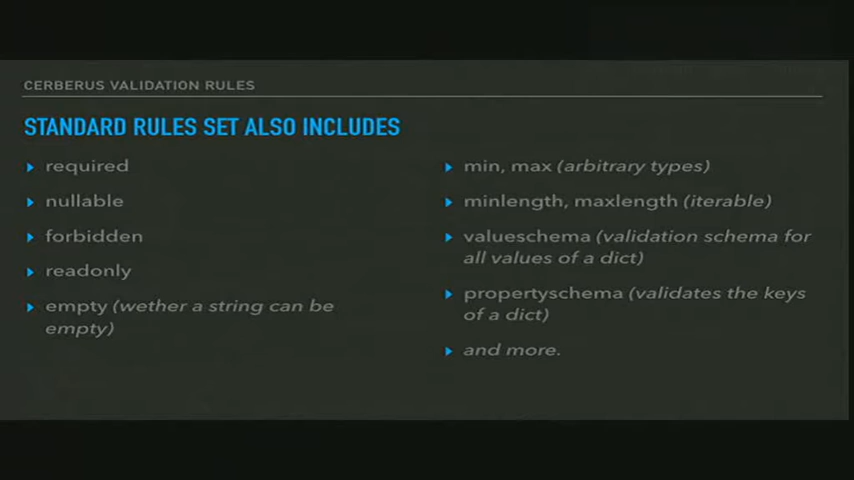 CERBERUS VALIDATION RULES
STANDARD RULES SET ALSO INCLUDES
required
nullable
forbidden
readonly
empty (wether a string can be
empty)
min, max (arbitrary types)
minlength, maxlength (iterable)
valueschema (validation schema for
all values of a dict)
propertyschema (validates the keys
of a dict)
and more.